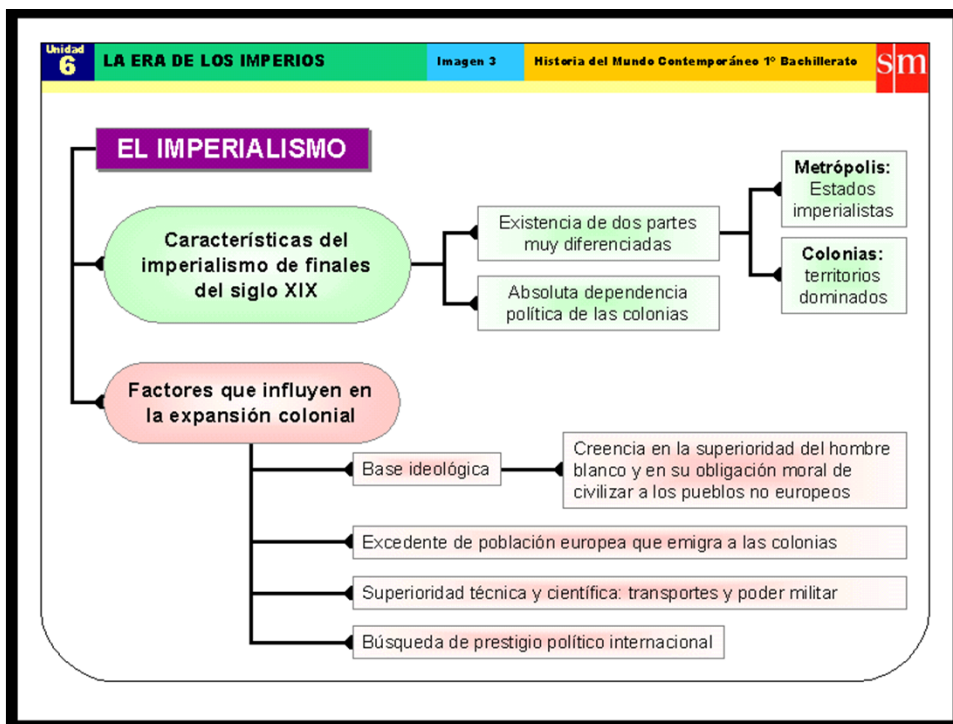 Unidad
6
LA ERA DE LOS IMPERIOS
Imagen 3
Historia del Mundo Contemporáneo 1º Bachillerato
sm
EL IMPERIALISMO
Características del
imperialismo de finales
del siglo XIX
Existencia de dos partes
muy diferenciadas
Metrópolis:
Estados
imperialistas
Colonias:
territorios
dominados
Absoluta dependencia
política de las colonias
Factores que influyen en
la expansión colonial
Base ideológica
Creencia en la superioridad del hombre
blanco y en su obligación moral de
civilizar a los pueblos no europeos
Excedente de población europea que emigra a las colonias
Superioridad técnica y científica: transportes y poder militar
Búsqueda de prestigio político internacional